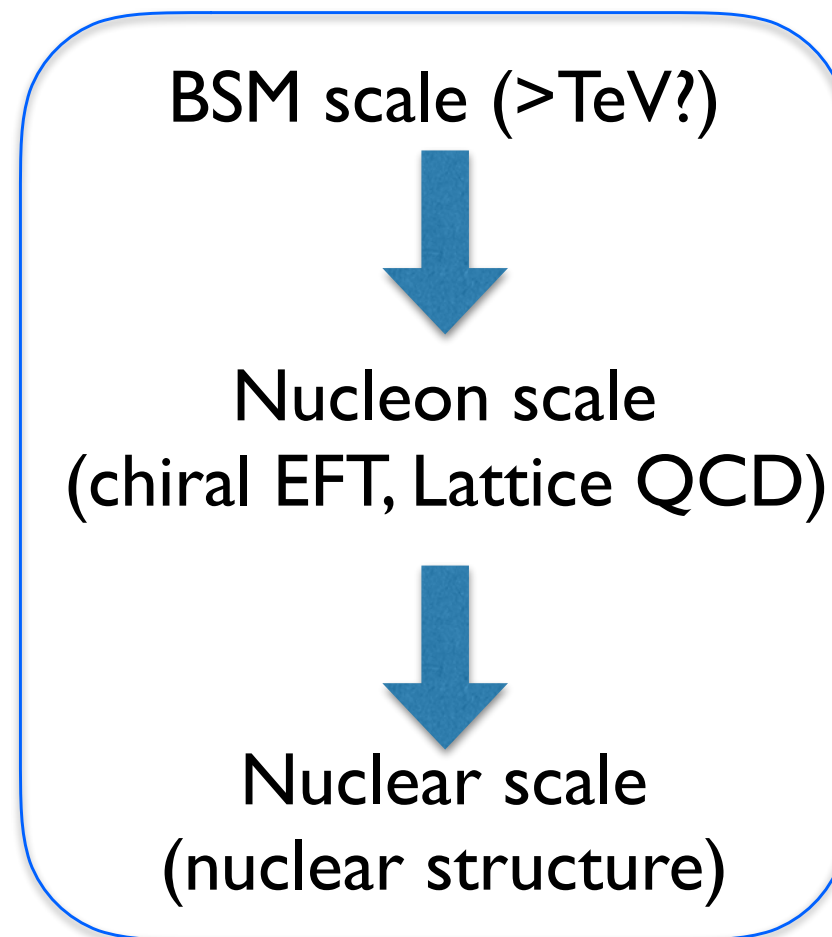 BSM scale (>TeV?)
Nucleon scale
(chiral EFT, Lattice QCD)
Nuclear scale
(nuclear structure)